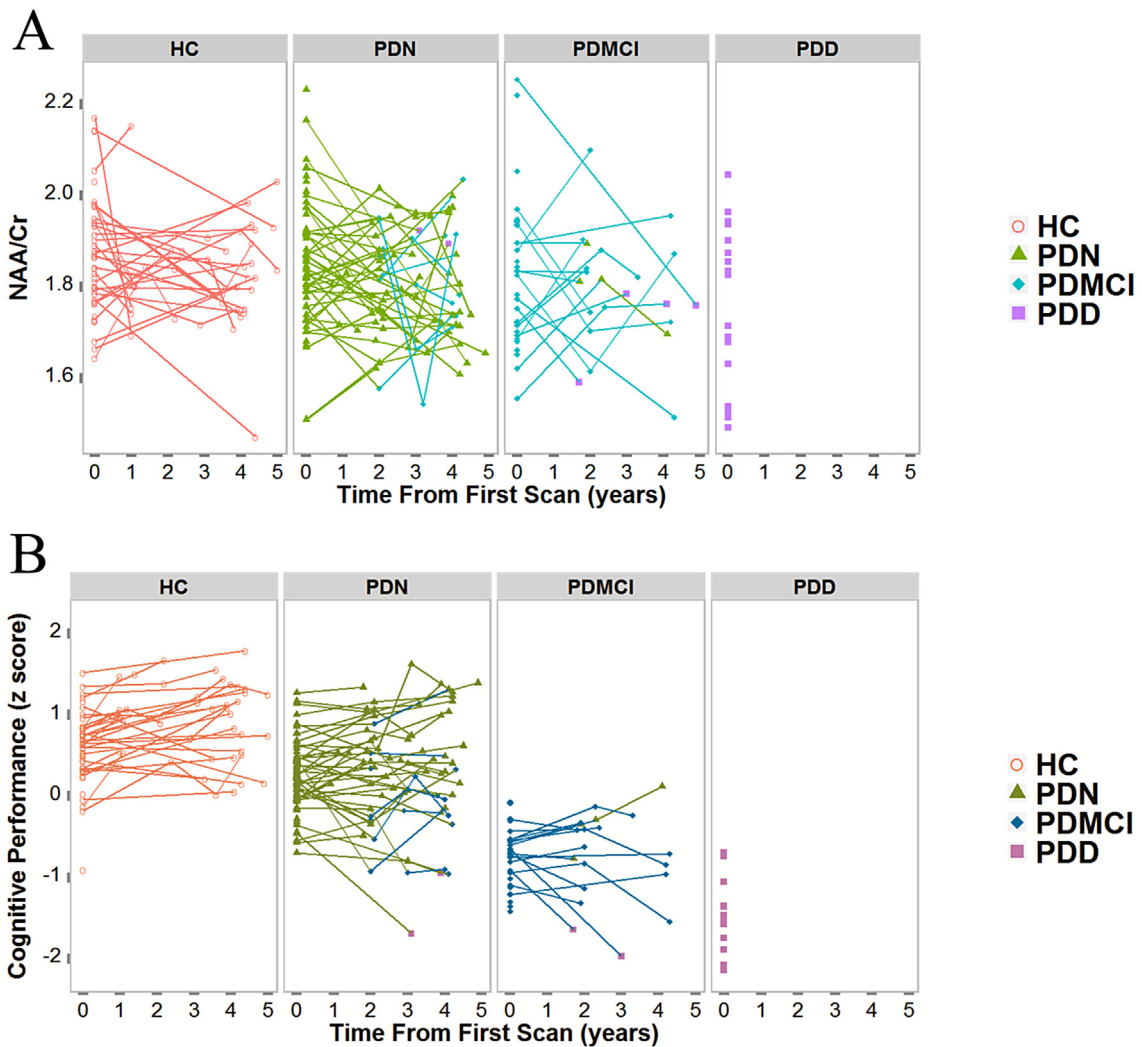 A
HC PDN PDMCI PDD
NAA/Cr
2.2
2.0
1.8
1.6
0 1 2 3 4 5 0 1 2 3 4 5 0 1 2 3 4 5 0 1 2 3 4 5
Time From First Scan (years)
HC
PDN
PDMCI
PDD
B
HC PDN PDMCI PDD
Cognitive Performance (z score)
2
1
0
-1
-2
0 1 2 3 4 5 0 1 2 3 4 5 0 1 2 3 4 5 0 1 2 3 4 5
Time From First Scan (years)
HC
PDN
PDMCI
PDD